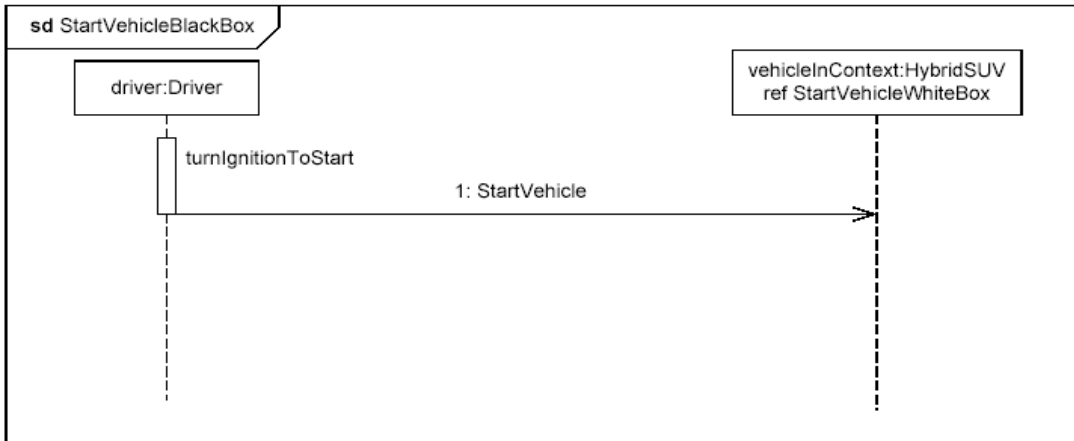 sd StartVehicleBlackBox
driver:Driver
vehicleInContext:HybridSUV
ref StartVehicleWhiteBox
turnIgnitionToStart
1: StartVehicle